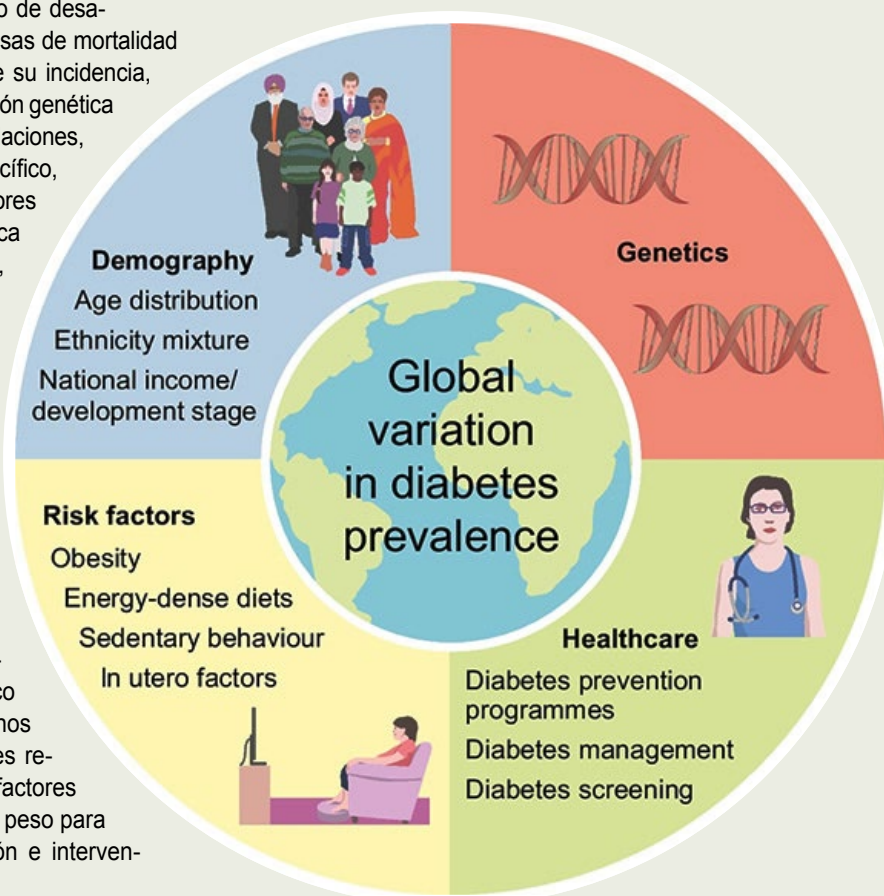 o de desa-
sas de mortalidad
e su incidencia,
ón genética
aciones,
cífico,
ores
ca
,
Demography
Age distribution
Ethnicity mixture
National income/
development stage
Genetics
Global
variation
in diabetes
prevalence
Risk factors
Obesity
Energy-dense diets
Sedentary behaviour
In utero factors
Healthcare
Diabetes prevention
programmes
Diabetes management
Diabetes screening
-
co
nos
es re-
factores
peso para
ón e interven-